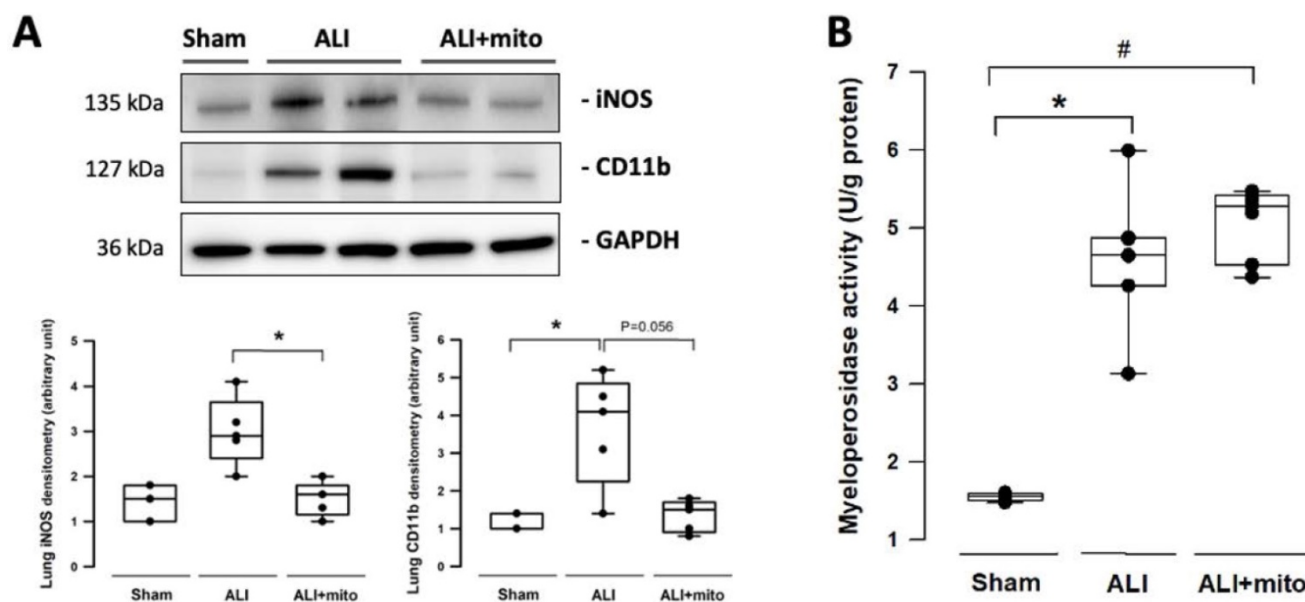 A
Sham ALI ALI+mito
135 kDa - iNOS
127 kDa - CD11b
36 kDa - GAPDH
Lung iNOS densitometry (arbitrary unit)
5
4
3
2
1
0
*
Sham ALI ALI+mito
Lung CD11b densitometry (arbitrary unit)
6
5
4
3
2
1
0
*
P=0.056
Sham ALI ALI+mito
B
Myeloperosidase activity (U/g proten)
7
6
5
4
3
2
1
#
*
Sham ALI ALI+mito